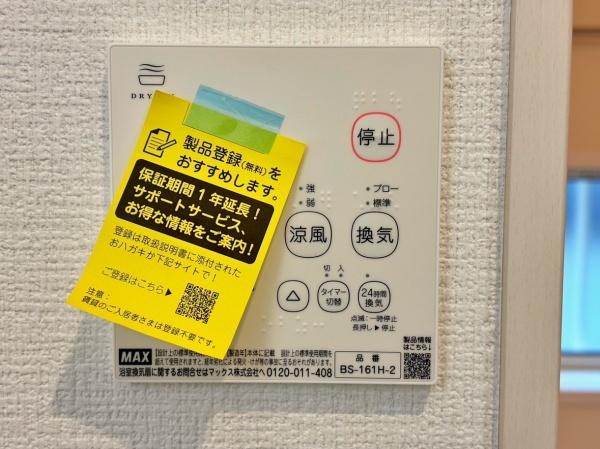 製品登録(無料)を
おすすめします。
保証期間1年延長！
サポートサービス、
お得な情報をご案内！
登録は取扱説明書に添付された
おハガキか下記サイトで！
ご登録はこちら▶
注意：
賃貸のご入居者さまは登録不要です。
停止
強
弱
ブロー
標準
涼風
換気
切 入
タイマー
切替
24時間
換気
点滅:一時停止
長押し▶停止
製品情報
はこちら↓
MAX
品番
BS-161H-2
浴室換気扇に関するお問合せはマックス株式会へ 0120-011-408